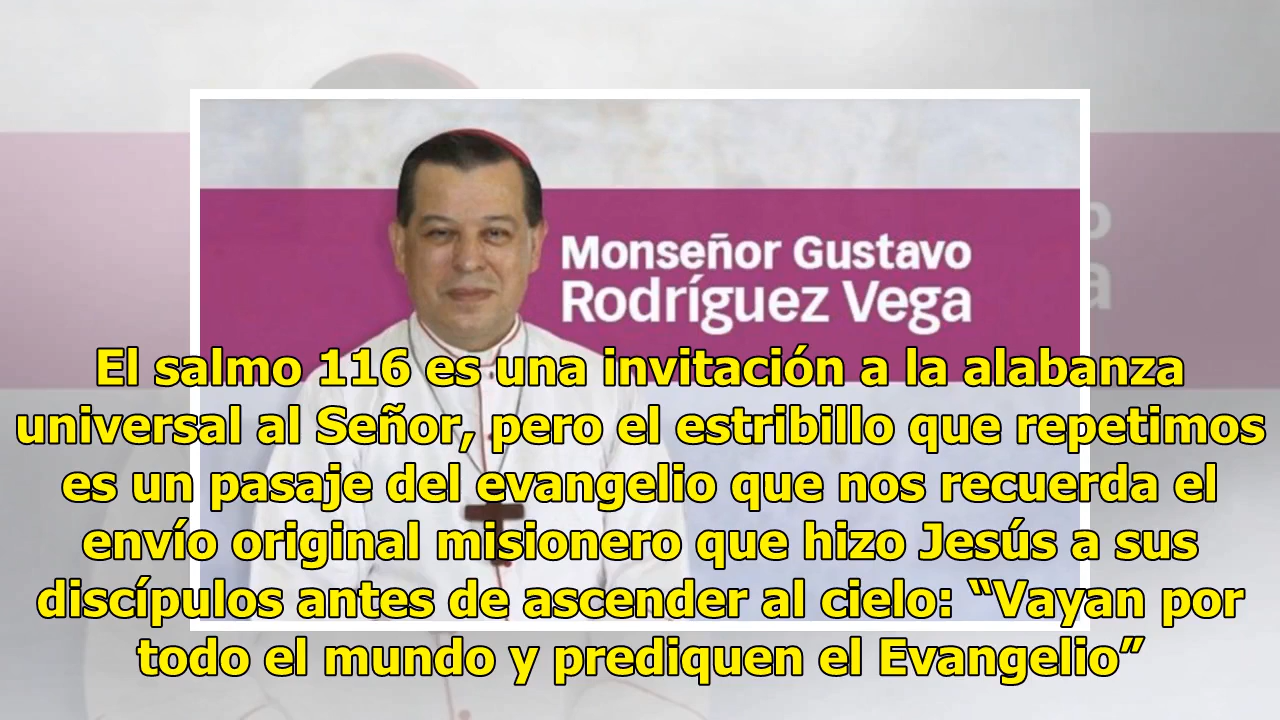 Monseñor Gustavo
Rodríguez Vega
El salmo 116 es una invitación a la alabanza
universal al Señor, pero el estribillo que repetimos
es un pasaje del evangelio que nos recuerda el
envío original misionero que hizo Jesús a sus
discípulos antes de ascender al cielo: “Vayan por
todo el mundo y prediquen el Evangelio”